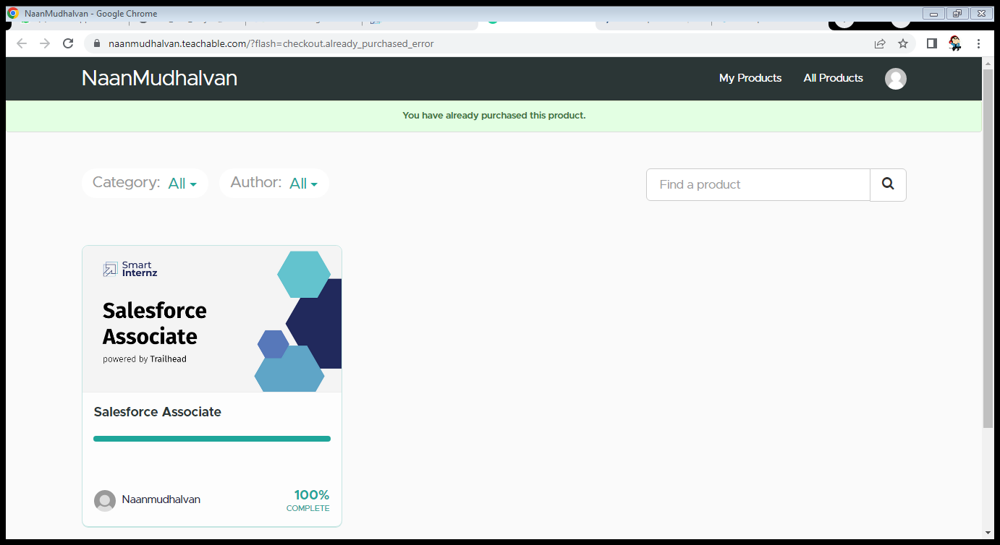 NaanMudhalvan - Google Chrome
naanmudhalvan.teachable.com/?flash=checkout.already_purchased_error
NaanMudhalvan
My Products
All Products
You have already purchased this product.
Category: All
Author: All
Find a product
Smart
Internz
Salesforce
Associate
powered by Trailhead
Salesforce Associate
Naanmudhalvan
100%
COMPLETE